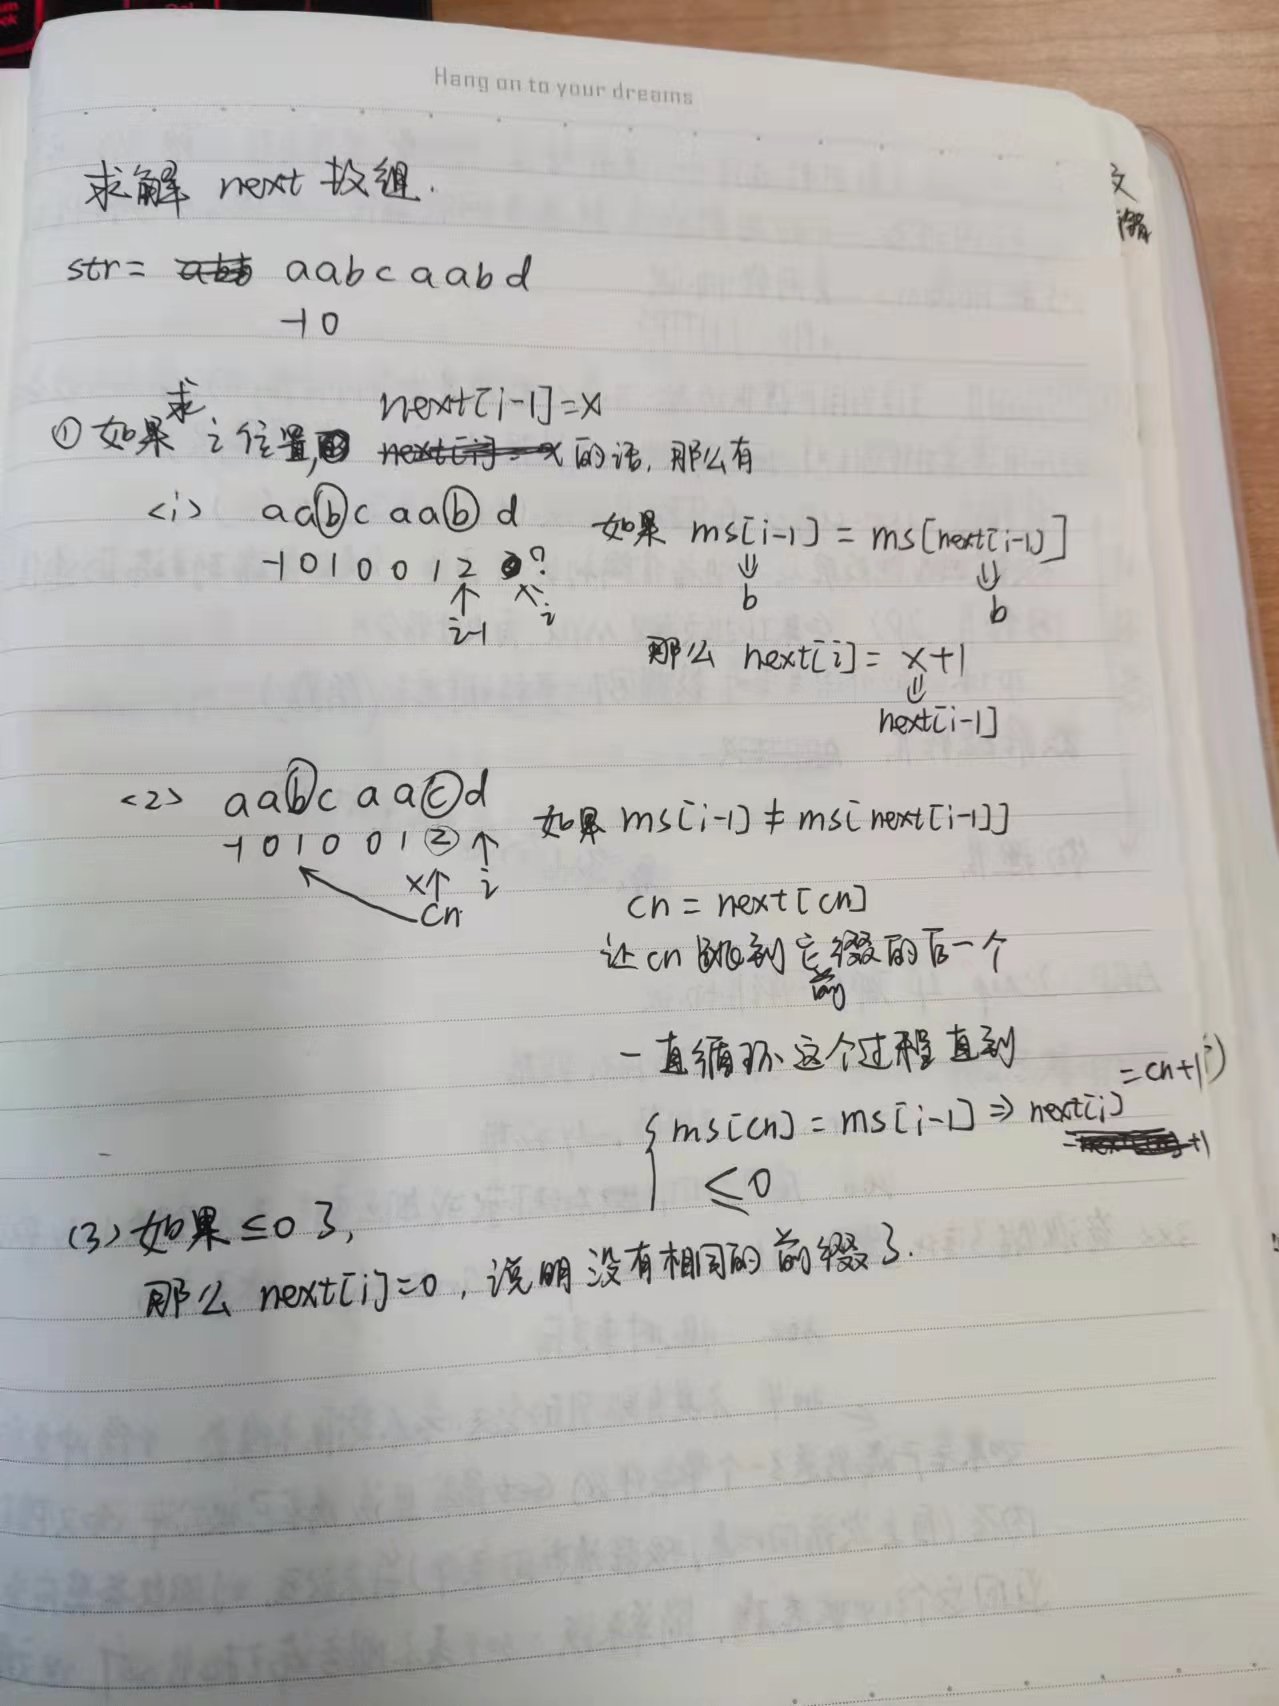 Hang on to your dreams
求解 next 数组.
str = aabcaabd
-1 0
求 next[i-1]=x
① 如果 i 位置, 的话, 那么有
<1> aabcaabd 如果 ms[i-1] = ms[next[i-1]]
-1 0 1 0 0 1 2 ?
i-1 i b b
那么 next[i] = x+1
next[i-1]
<2> aabcaacd 如果 ms[i-1] ≠ ms[next[i-1]]
-1 0 1 0 0 1 2
x i
cn
cn = next[cn]
让 cn 跳到它前缀的后一个
一直循环这个过程直到
{ ms[cn] = ms[i-1] ⇒ next[i] = cn+1
≤0
(3) 如果 ≤0 了,
那么 next[i]=0, 说明没有相同的前缀了.